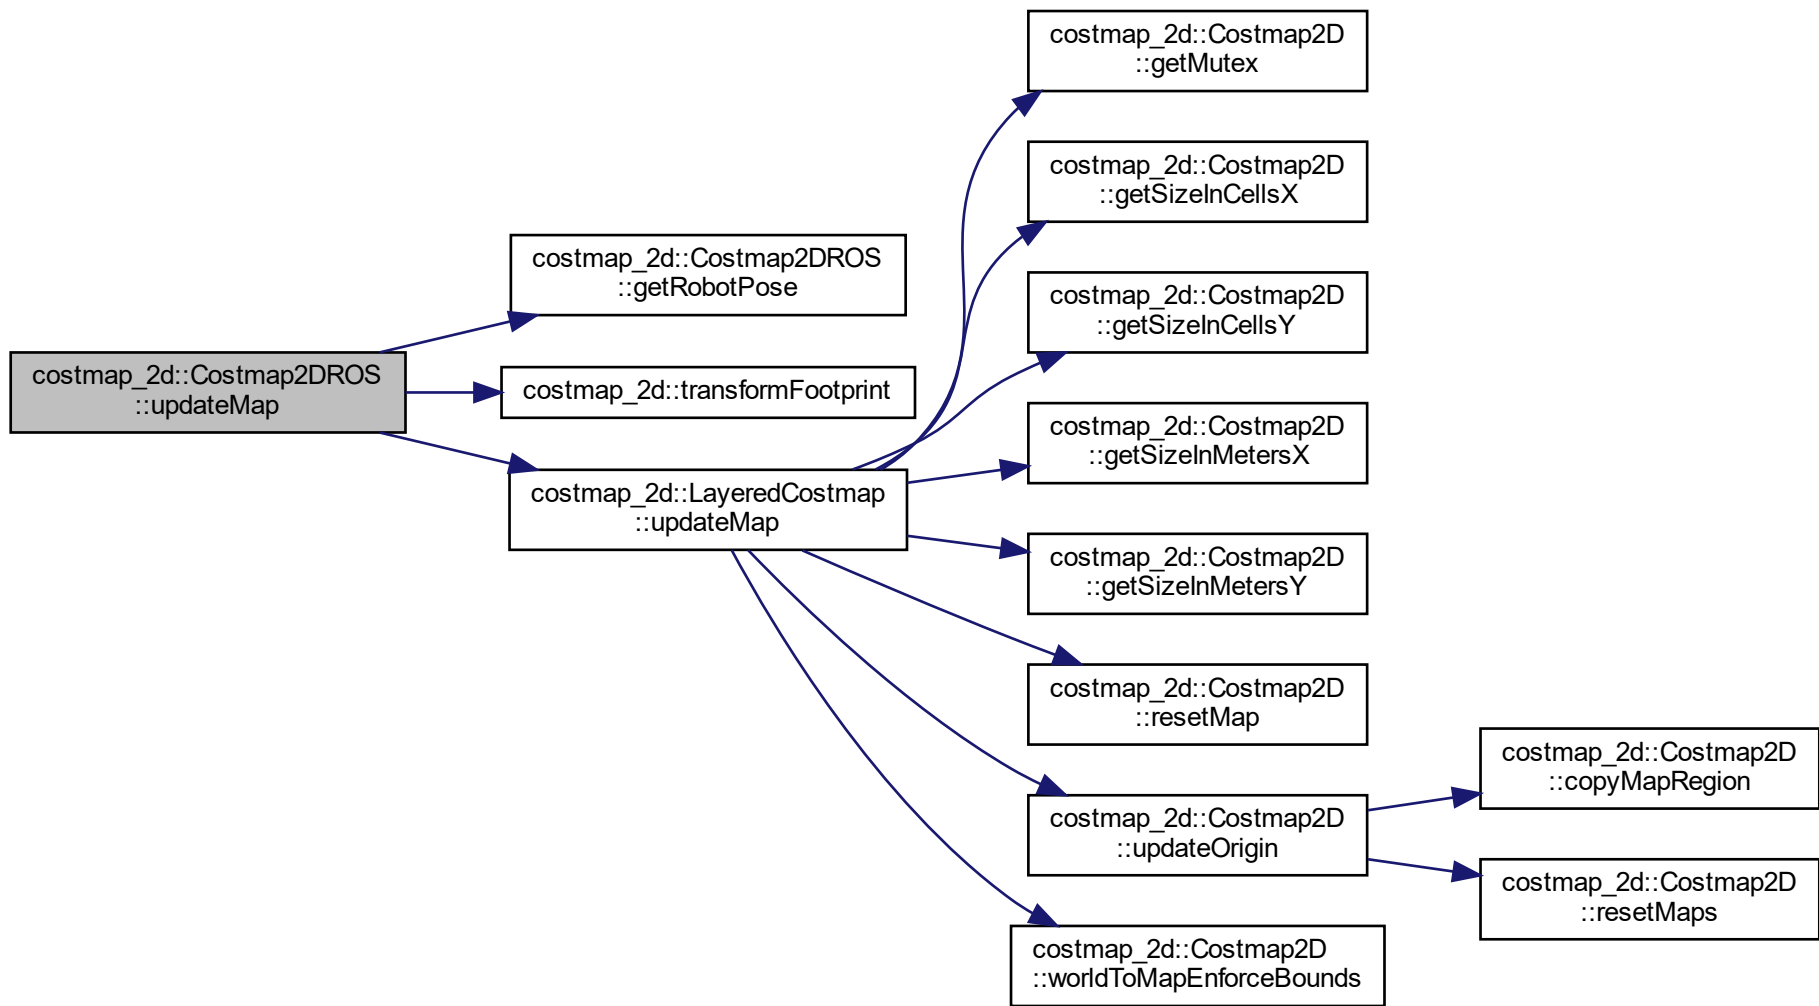 costmap_2d::Costmap2DROS
::updateMap
costmap_2d::Costmap2DROS
::getRobotPose
costmap_2d::transformFootprint
costmap_2d::LayeredCostmap
::updateMap
costmap_2d::Costmap2D
::getMutex
costmap_2d::Costmap2D
::getSizeInCellsX
costmap_2d::Costmap2D
::getSizeInCellsY
costmap_2d::Costmap2D
::getSizeInMetersX
costmap_2d::Costmap2D
::getSizeInMetersY
costmap_2d::Costmap2D
::resetMap
costmap_2d::Costmap2D
::updateOrigin
costmap_2d::Costmap2D
::worldToMapEnforceBounds
costmap_2d::Costmap2D
::copyMapRegion
costmap_2d::Costmap2D
::resetMaps